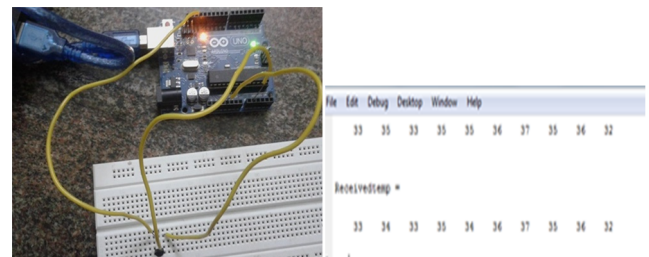 UNO
File Edit Debug Desktop Window Help
33 35 33 35 35 36 37 35 36 32
Receivedtemp =
33 34 33 35 34 36 37 35 36 32